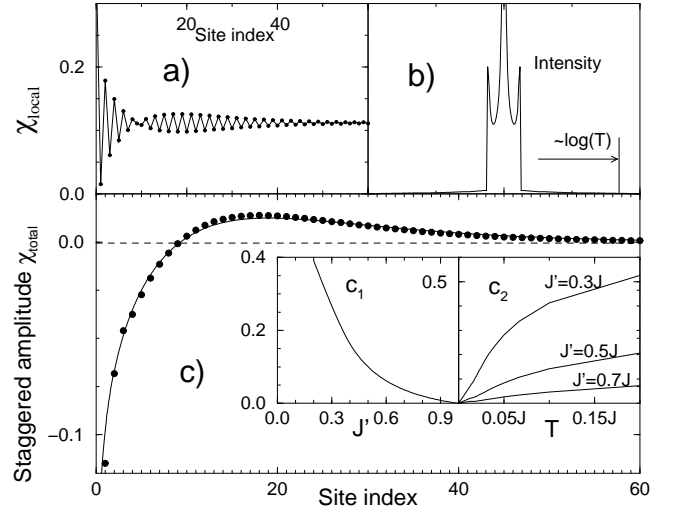 20 40
Site index
0.2
a)
b)
Intensity
χlocal
~log(T)
0.0
0.0
0.4
c₁
0.5
c₂
J'=0.3J
0.2
J'=0.5J
c)
J'=0.7J
0.0
0.0 0.3 0.6 0.9
0.05J 0.15J
J'
T
−0.1
Staggered amplitude χtotal
0 20 40 60
Site index